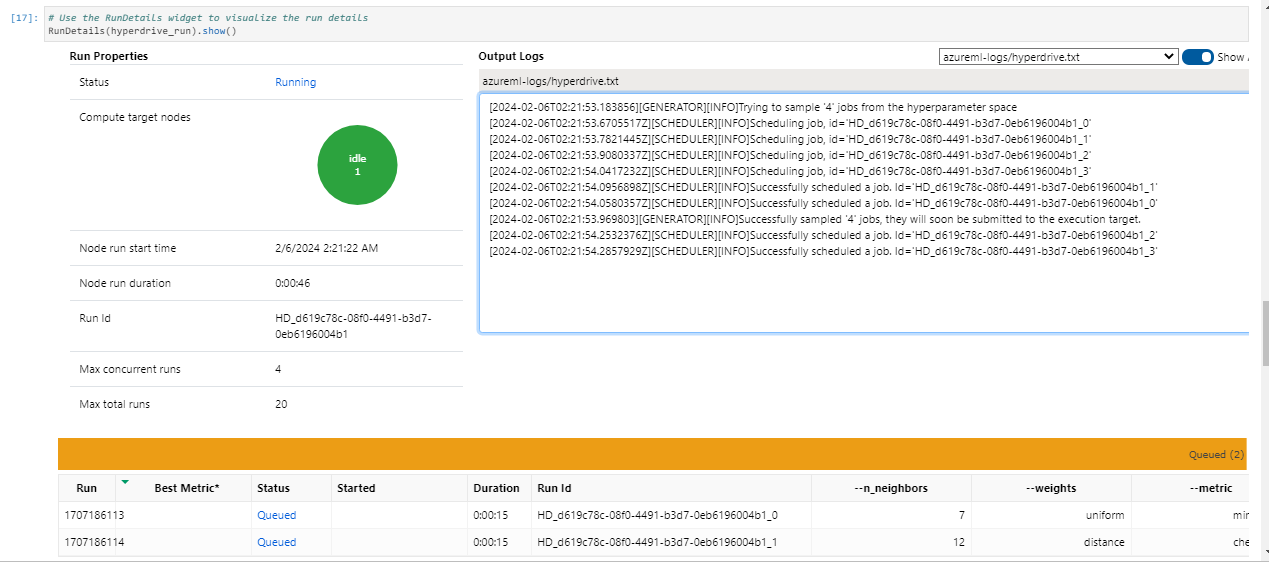 [17]: # Use the RunDetails widget to visualize the run details
RunDetails(hyperdrive_run).show()
Run Properties
Status Running
Compute target nodes
idle
1
Node run start time 2/6/2024 2:21:22 AM
Node run duration 0:00:46
Run Id HD_d619c78c-08f0-4491-b3d7-
0eb6196004b1
Max concurrent runs 4
Max total runs 20
Output Logs azureml-logs/hyperdrive.txt Show
azureml-logs/hyperdrive.txt
[2024-02-06T02:21:53.183856][GENERATOR][INFO]Trying to sample '4' jobs from the hyperparameter space
[2024-02-06T02:21:53.6705517Z][SCHEDULER][INFO]Scheduling job, id='HD_d619c78c-08f0-4491-b3d7-0eb6196004b1_0'
[2024-02-06T02:21:53.7821445Z][SCHEDULER][INFO]Scheduling job, id='HD_d619c78c-08f0-4491-b3d7-0eb6196004b1_1'
[2024-02-06T02:21:53.9080337Z][SCHEDULER][INFO]Scheduling job, id='HD_d619c78c-08f0-4491-b3d7-0eb6196004b1_2'
[2024-02-06T02:21:54.0417232Z][SCHEDULER][INFO]Scheduling job, id='HD_d619c78c-08f0-4491-b3d7-0eb6196004b1_3'
[2024-02-06T02:21:54.0956898Z][SCHEDULER][INFO]Successfully scheduled a job. Id='HD_d619c78c-08f0-4491-b3d7-0eb6196004b1_1'
[2024-02-06T02:21:54.0580357Z][SCHEDULER][INFO]Successfully scheduled a job. Id='HD_d619c78c-08f0-4491-b3d7-0eb6196004b1_0'
[2024-02-06T02:21:53.969803][GENERATOR][INFO]Successfully sampled '4' jobs, they will soon be submitted to the execution target.
[2024-02-06T02:21:54.2532376Z][SCHEDULER][INFO]Successfully scheduled a job. Id='HD_d619c78c-08f0-4491-b3d7-0eb6196004b1_2'
[2024-02-06T02:21:54.2857929Z][SCHEDULER][INFO]Successfully scheduled a job. Id='HD_d619c78c-08f0-4491-b3d7-0eb6196004b1_3'
Queued (2)
Run Best Metric* Status Started Duration Run Id --n_neighbors --weights --metric
1707186113 Queued 0:00:15 HD_d619c78c-08f0-4491-b3d7-0eb6196004b1_0 7 uniform
1707186114 Queued 0:00:15 HD_d619c78c-08f0-4491-b3d7-0eb6196004b1_1 12 distance che